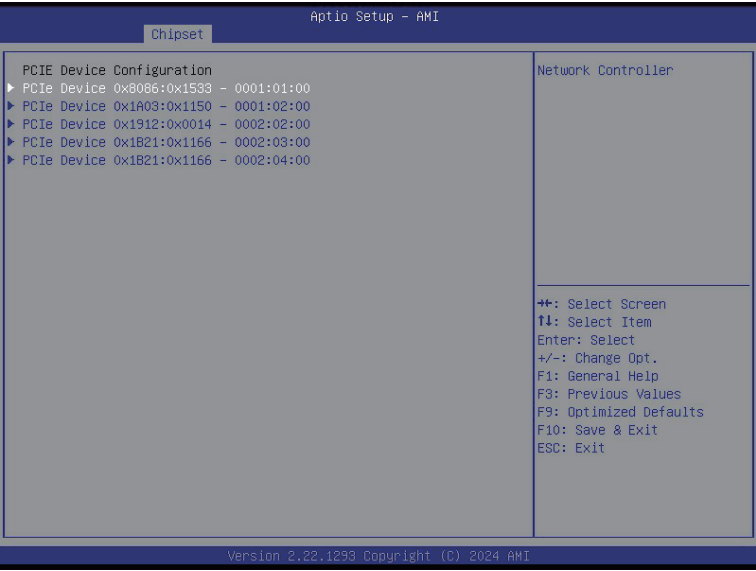 Aptio Setup – AMI
Chipset
PCIE Device Configuration
PCIe Device 0x8086:0x1533 – 0001:01:00
PCIe Device 0x1A03:0x1150 – 0001:02:00
PCIe Device 0x1912:0x0014 – 0002:02:00
PCIe Device 0x1B21:0x1166 – 0002:03:00
PCIe Device 0x1B21:0x1166 – 0002:04:00
Network Controller
→←: Select Screen
↑↓: Select Item
Enter: Select
+/–: Change Opt.
F1: General Help
F3: Previous Values
F9: Optimized Defaults
F10: Save & Exit
ESC: Exit
Version 2.22.1293 Copyright (C) 2024 AMI